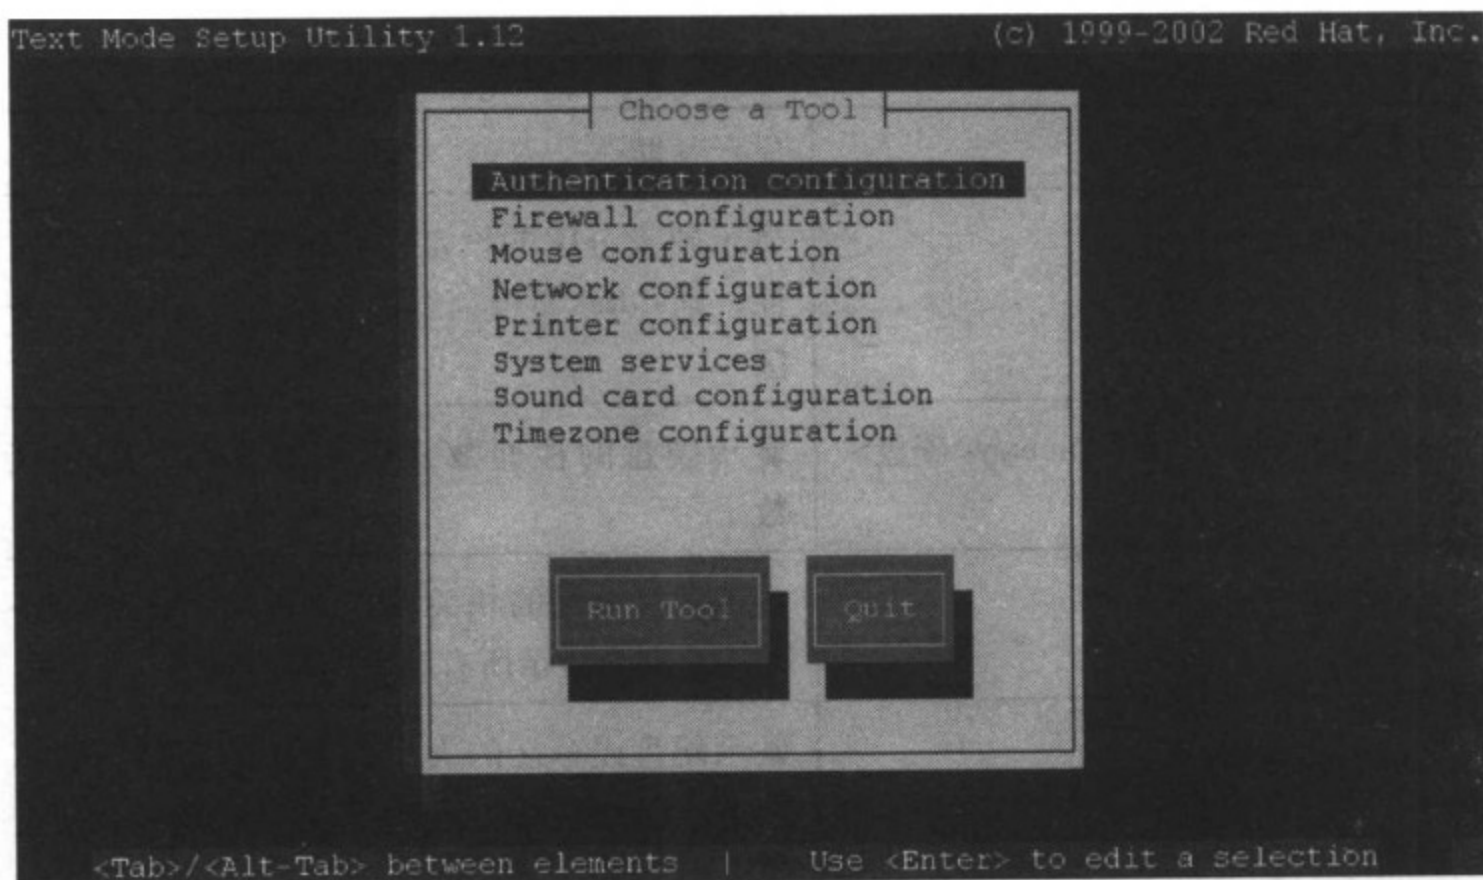 Text Mode Setup Utility 1.12 (c) 1999-2002 Red Hat, Inc.
Choose a Tool
Authentication configuration
Firewall configuration
Mouse configuration
Network configuration
Printer configuration
System services
Sound card configuration
Timezone configuration
Run Tool Quit
<Tab>/<Alt-Tab> between elements | Use <Enter> to edit a selection